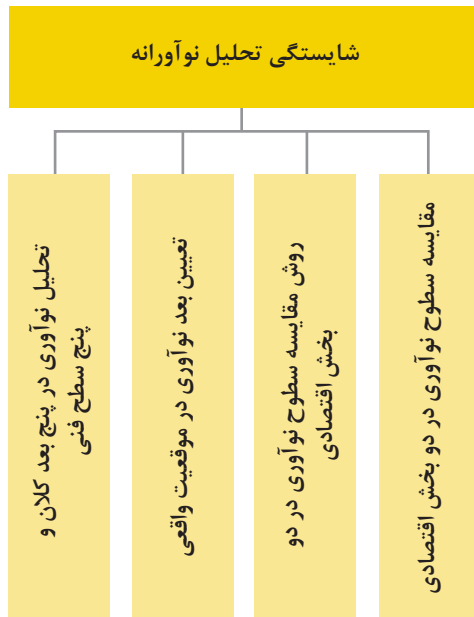 شایستگی تحلیل نوآورانه
مقایسه سطوح نوآوری در دو بخش اقتصادی
روش مقایسه سطوح نوآوری در دو
بخش اقتصادی
تعیین بعد نوآوری در موقعیت واقعی
تحلیل نوآوری در پنج بعد کلان و
پنج سطح فنی